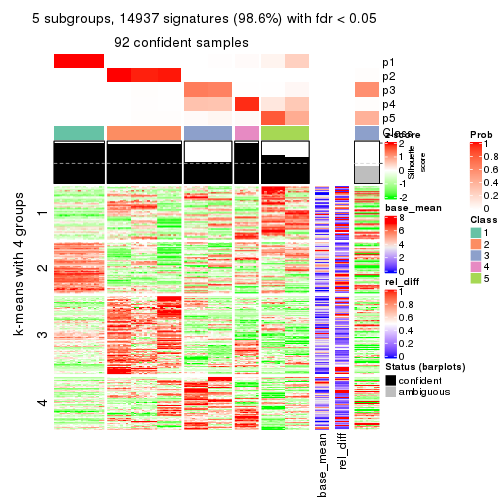 5 subgroups, 14937 signatures (98.6%) with fdr < 0.05
92 confident samples
p1
p2
p3
p4
p5
Class
Silhouette
score
z-score
2
1
0
-1
-2
base_mean
8
6
4
2
0
rel_diff
1
0.8
0.6
0.4
0.2
0
Status (barplots)
confident
ambiguous
Prob
1
0.8
0.6
0.4
0.2
0
Class
1
2
3
4
5
k-means with 4 groups
1
2
3
4
base_mean
rel_diff